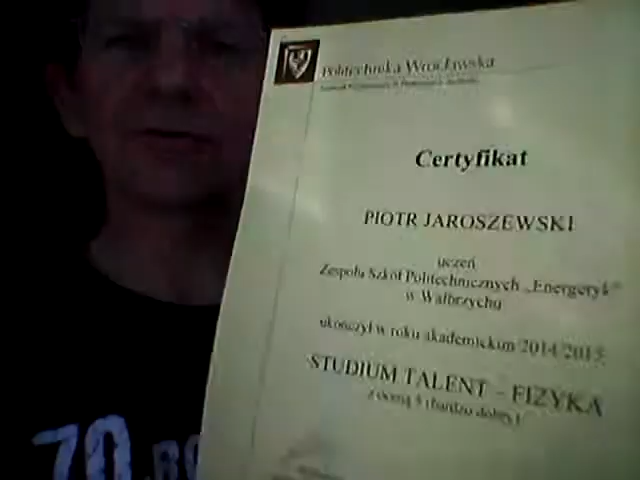 Politechnika Wrocławska
Certyfikat
PIOTR JAROSZEWSKI
uczeń
Zespołu Szkół Politechnicznych „Energetyk”
w Wałbrzychu
ukończył w roku akademickim 2014/2015
STUDIUM TALENT – FIZYKA
z oceną 5 (bardzo dobry)
70